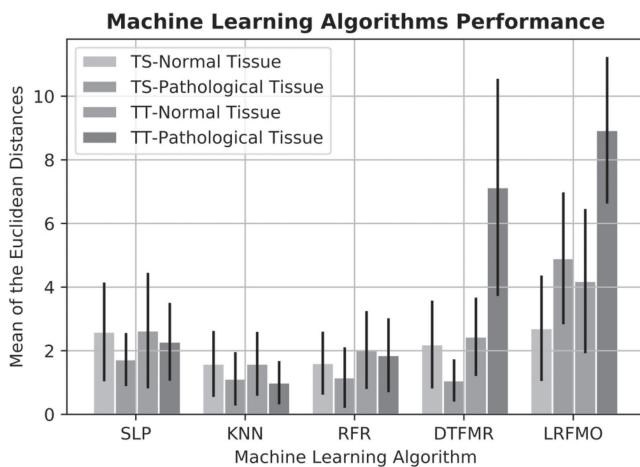 Machine Learning Algorithms Performance
TS-Normal Tissue
TS-Pathological Tissue
TT-Normal Tissue
TT-Pathological Tissue
Mean of the Euclidean Distances
10
8
6
4
2
0
SLP KNN RFR DTFMR LRFMO
Machine Learning Algorithm